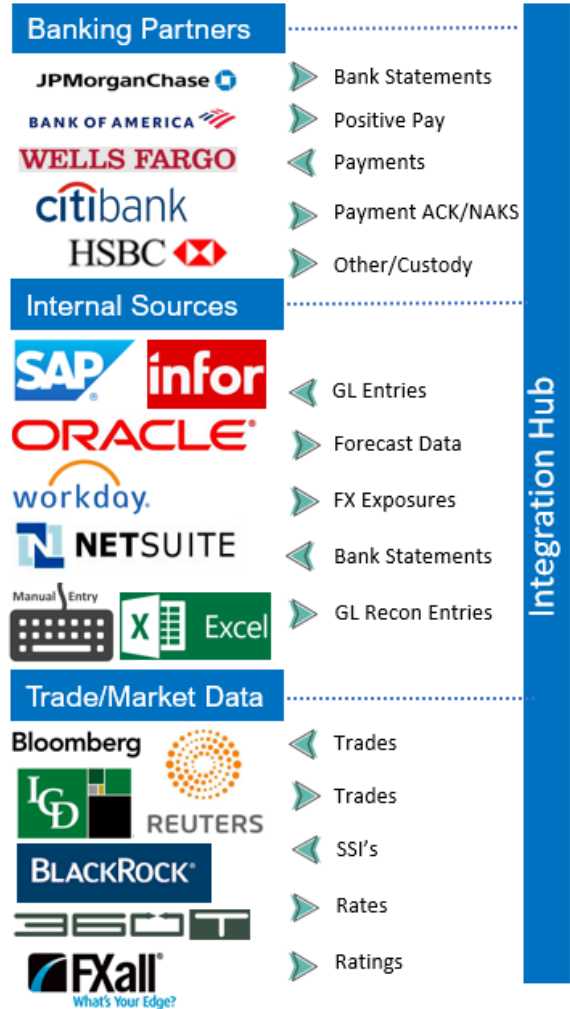 Banking Partners
JPMorganChase
Bank Statements
BANK OF AMERICA
Positive Pay
WELLS FARGO
Payments
citibank
Payment ACK/NAKS
HSBC
Other/Custody
Internal Sources
SAP
®
infor
GL Entries
ORACLE®
Forecast Data
workday.
FX Exposures
N NETSUITE
Bank Statements
Manual Entry
X Excel
GL Recon Entries
Integration Hub
Trade/Market Data
Bloomberg
Trades
ICD
REUTERS
Trades
BLACKROCK®
SSI's
360T
Rates
FXall®
What's Your Edge?
Ratings